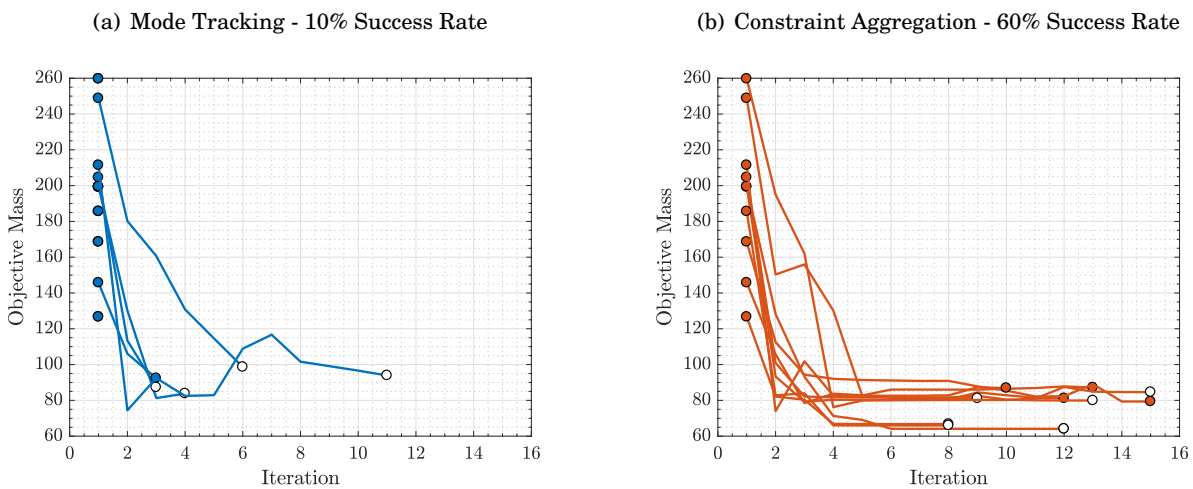 (a) Mode Tracking - 10% Success Rate
260
240
220
200
180
160
140
120
100
80
60
0 2 4 6 8 10 12 14 16
Objective Mass
Iteration
(b) Constraint Aggregation - 60% Success Rate
260
240
220
200
180
160
140
120
100
80
60
0 2 4 6 8 10 12 14 16
Objective Mass
Iteration